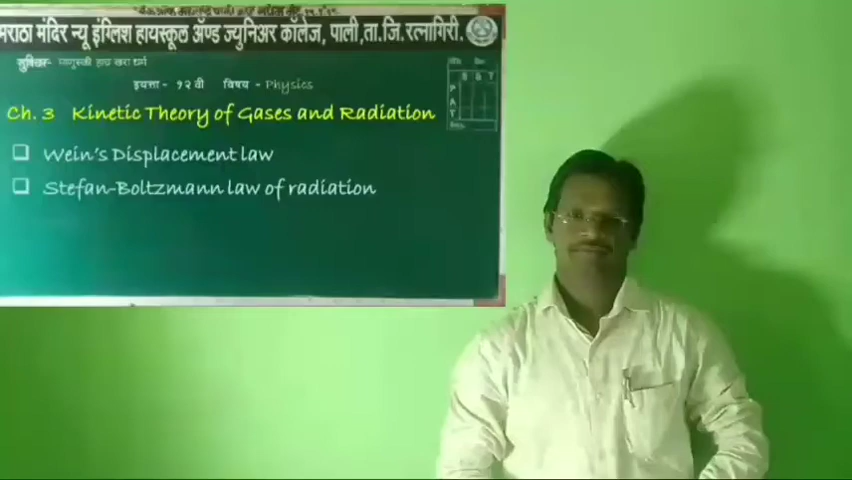 मराठा मंदिर न्यू इंग्लिश हायस्कूल ॲण्ड ज्युनिअर कॉलेज, पाली,ता.जि.रत्नागिरी.
सुविचार-
इयत्ता - १२ वी विषय - Physics
Ch. 3 Kinetic Theory of Gases and Radiation
Wein's Displacement law
Stefan-Boltzmann law of radiation